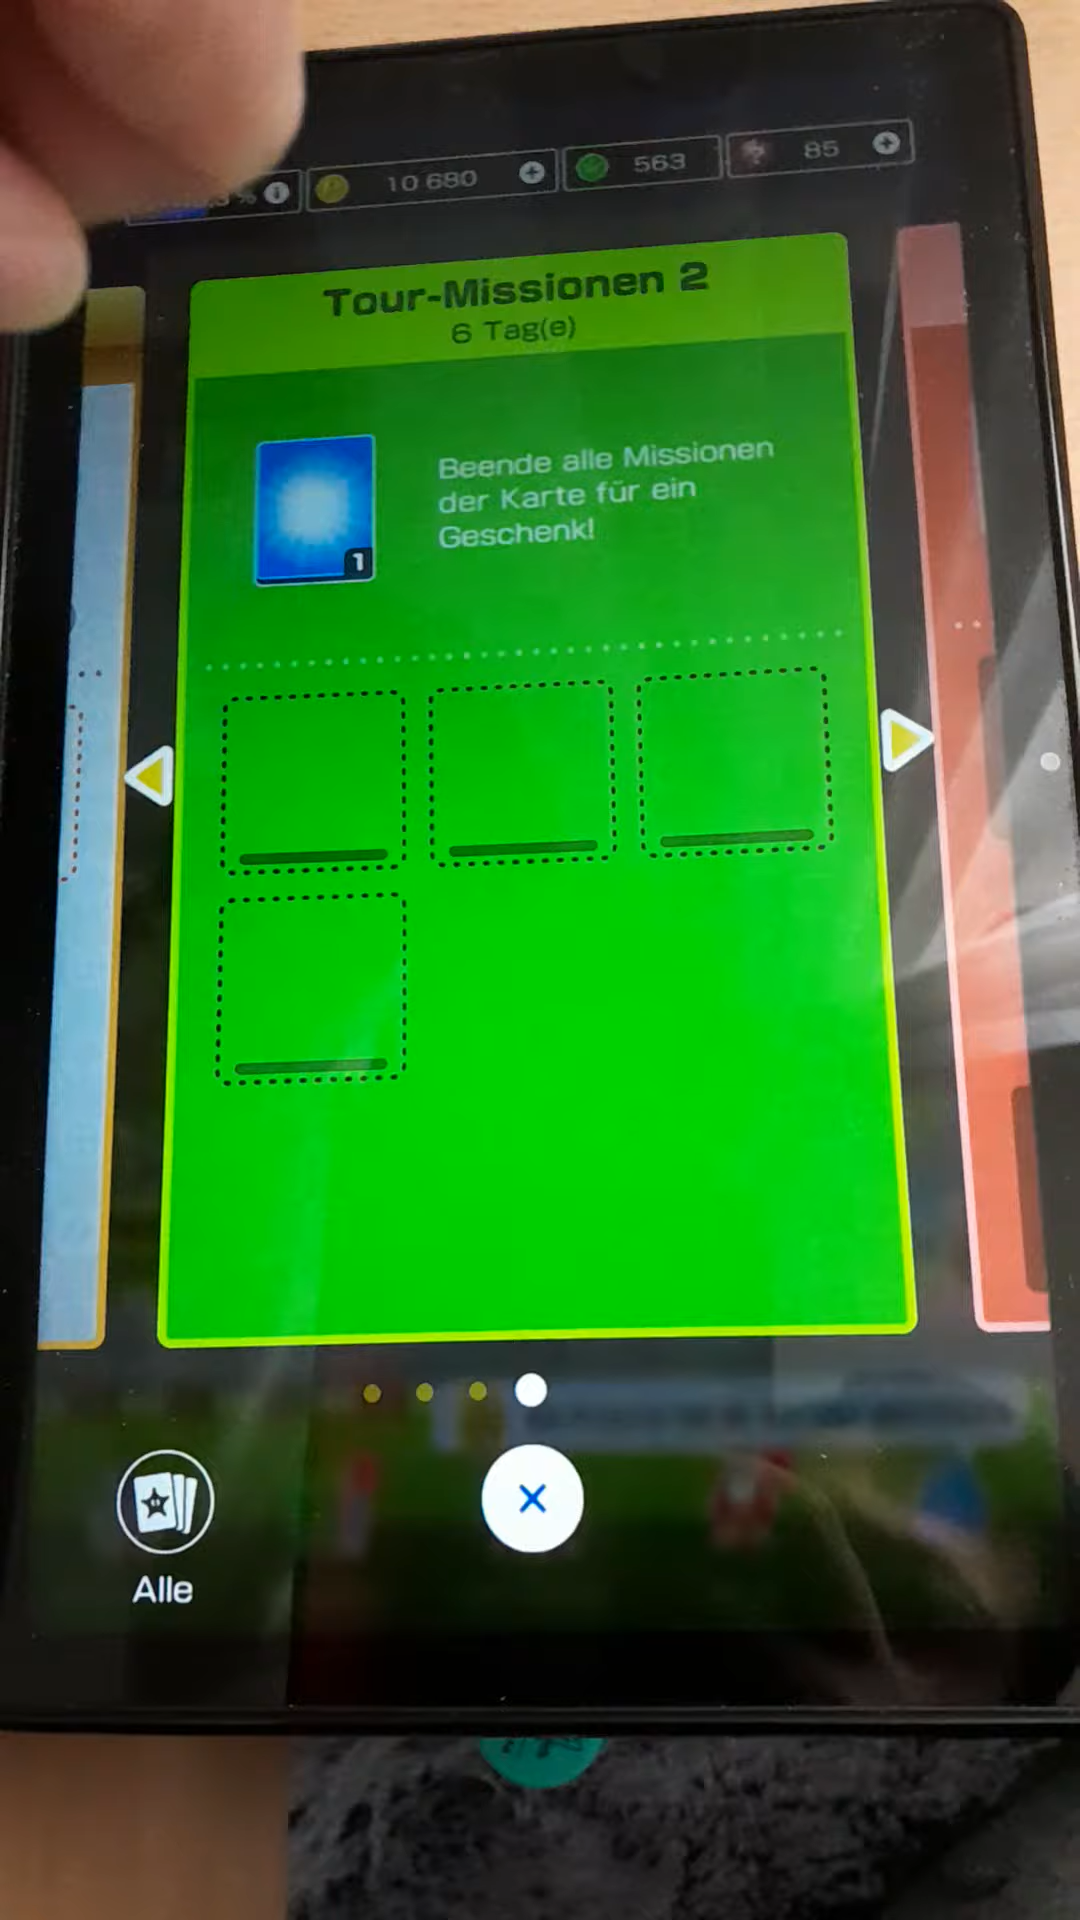 10 680
563
85
Tour-Missionen 2
6 Tag(e)
Beende alle Missionen
der Karte für ein
Geschenk!
1
Alle